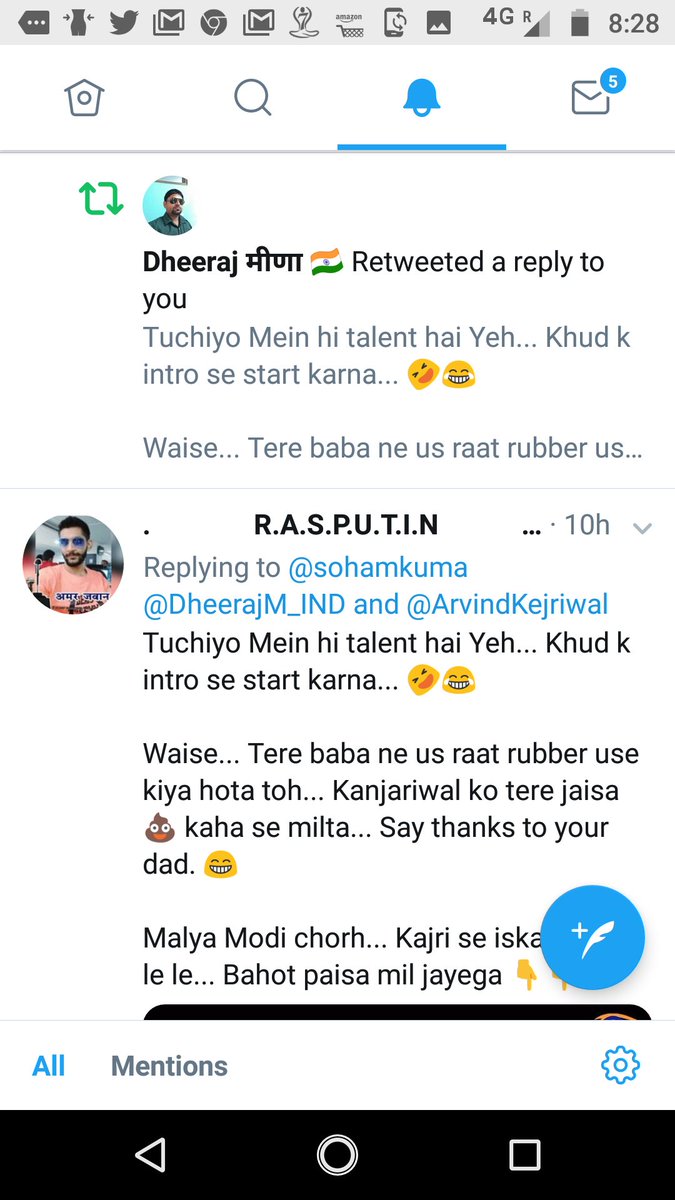 amazon
4G R 8:28
5
Dheeraj मीणा 🇮🇳 Retweeted a reply to
you
Tuchiyo Mein hi talent hai Yeh... Khud k
intro se start karna... 🤣😂
Waise... Tere baba ne us raat rubber us...
. R.A.S.P.U.T.I.N ... · 10h
Replying to @sohamkuma
@DheerajM_IND and @ArvindKejriwal
अमर जवान
Tuchiyo Mein hi talent hai Yeh... Khud k
intro se start karna... 🤣😂
Waise... Tere baba ne us raat rubber use
kiya hota toh... Kanjariwal ko tere jaisa
💩 kaha se milta... Say thanks to your
dad. 😁
Malya Modi chorh... Kajri se iska
le le... Bahot paisa mil jayega 👇👇
All Mentions